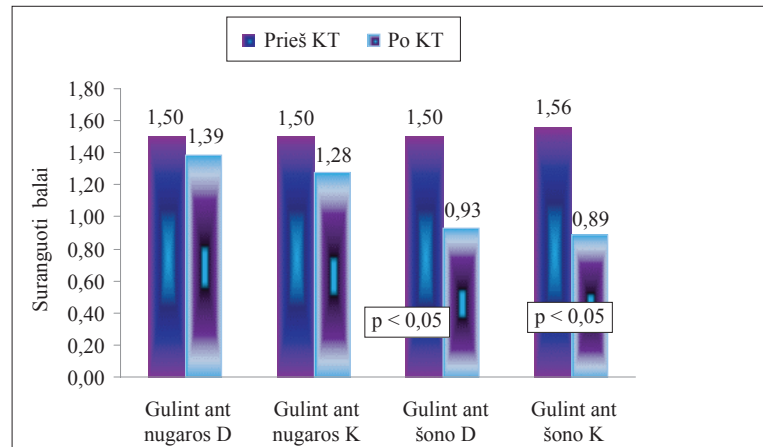 Prieš KT Po KT
Suranguoti balai
1,80
1,60
1,40
1,20
1,00
0,80
0,60
0,40
0,20
0,00
1,50
1,39
1,50
1,28
1,50
0,93
1,56
0,89
p < 0,05
p < 0,05
Gulint ant
nugaros D
Gulint ant
nugaros K
Gulint ant
šono D
Gulint ant
šono K